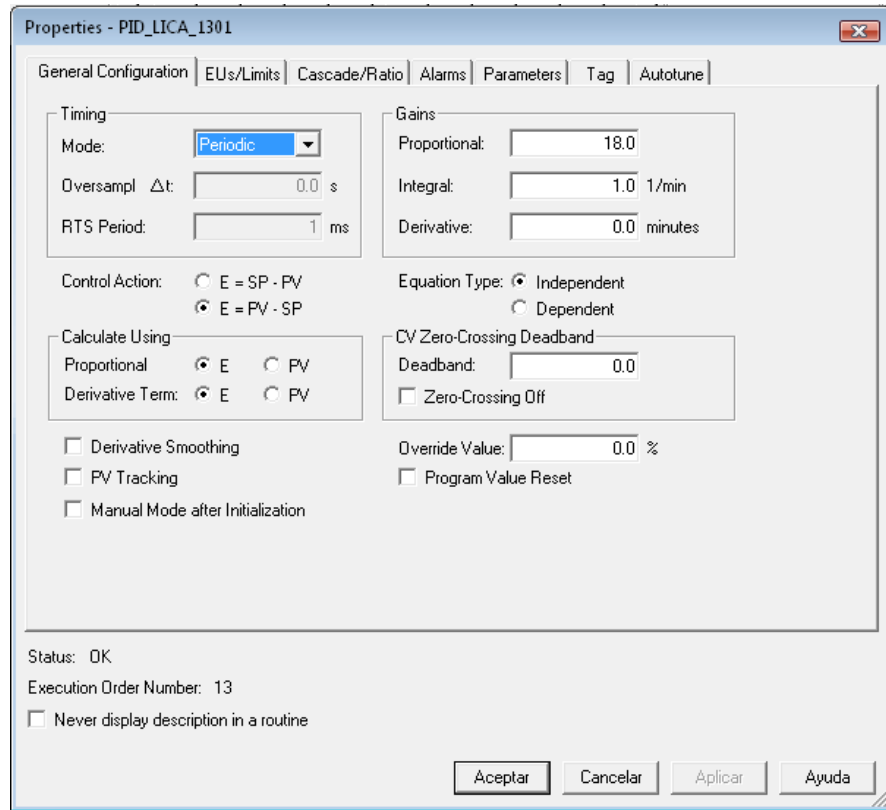 Properties - PID_LICA_1301
General Configuration EUs/Limits Cascade/Ratio Alarms Parameters Tag Autotune
Timing
Mode: Periodic
Oversampl Δt: 0.0 s
RTS Period: 1 ms
Gains
Proportional: 18.0
Integral: 1.0 1/min
Derivative: 0.0 minutes
Control Action: E = SP - PV
E = PV - SP
Equation Type: Independent
Dependent
Calculate Using
Proportional E PV
Derivative Term: E PV
CV Zero-Crossing Deadband
Deadband: 0.0
Zero-Crossing Off
Derivative Smoothing
PV Tracking
Manual Mode after Initialization
Override Value: 0.0 %
Program Value Reset
Status: OK
Execution Order Number: 13
Never display description in a routine
Aceptar Cancelar Aplicar Ayuda